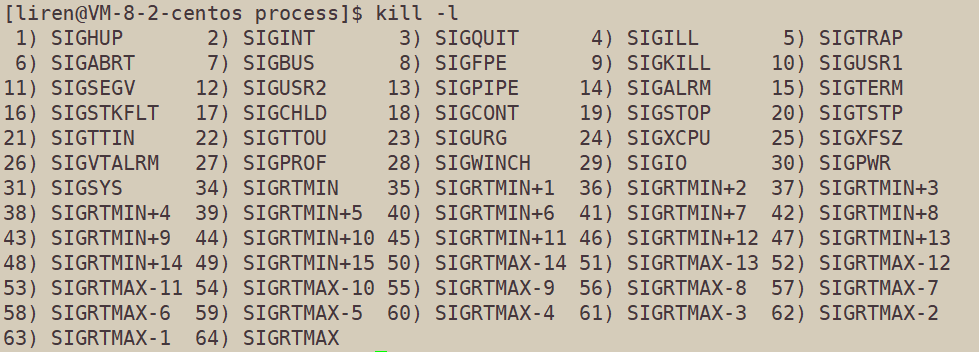 [liren@VM-8-2-centos process]$ kill -l
 1) SIGHUP       2) SIGINT       3) SIGQUIT      4) SIGILL       5) SIGTRAP
 6) SIGABRT      7) SIGBUS       8) SIGFPE       9) SIGKILL     10) SIGUSR1
11) SIGSEGV     12) SIGUSR2     13) SIGPIPE     14) SIGALRM     15) SIGTERM
16) SIGSTKFLT   17) SIGCHLD     18) SIGCONT     19) SIGSTOP     20) SIGTSTP
21) SIGTTIN     22) SIGTTOU     23) SIGURG      24) SIGXCPU     25) SIGXFSZ
26) SIGVTALRM   27) SIGPROF     28) SIGWINCH    29) SIGIO       30) SIGPWR
31) SIGSYS      34) SIGRTMIN    35) SIGRTMIN+1  36) SIGRTMIN+2  37) SIGRTMIN+3
38) SIGRTMIN+4  39) SIGRTMIN+5  40) SIGRTMIN+6  41) SIGRTMIN+7  42) SIGRTMIN+8
43) SIGRTMIN+9  44) SIGRTMIN+10 45) SIGRTMIN+11 46) SIGRTMIN+12 47) SIGRTMIN+13
48) SIGRTMIN+14 49) SIGRTMIN+15 50) SIGRTMAX-14 51) SIGRTMAX-13 52) SIGRTMAX-12
53) SIGRTMAX-11 54) SIGRTMAX-10 55) SIGRTMAX-9  56) SIGRTMAX-8  57) SIGRTMAX-7
58) SIGRTMAX-6  59) SIGRTMAX-5  60) SIGRTMAX-4  61) SIGRTMAX-3  62) SIGRTMAX-2
63) SIGRTMAX-1  64) SIGRTMAX